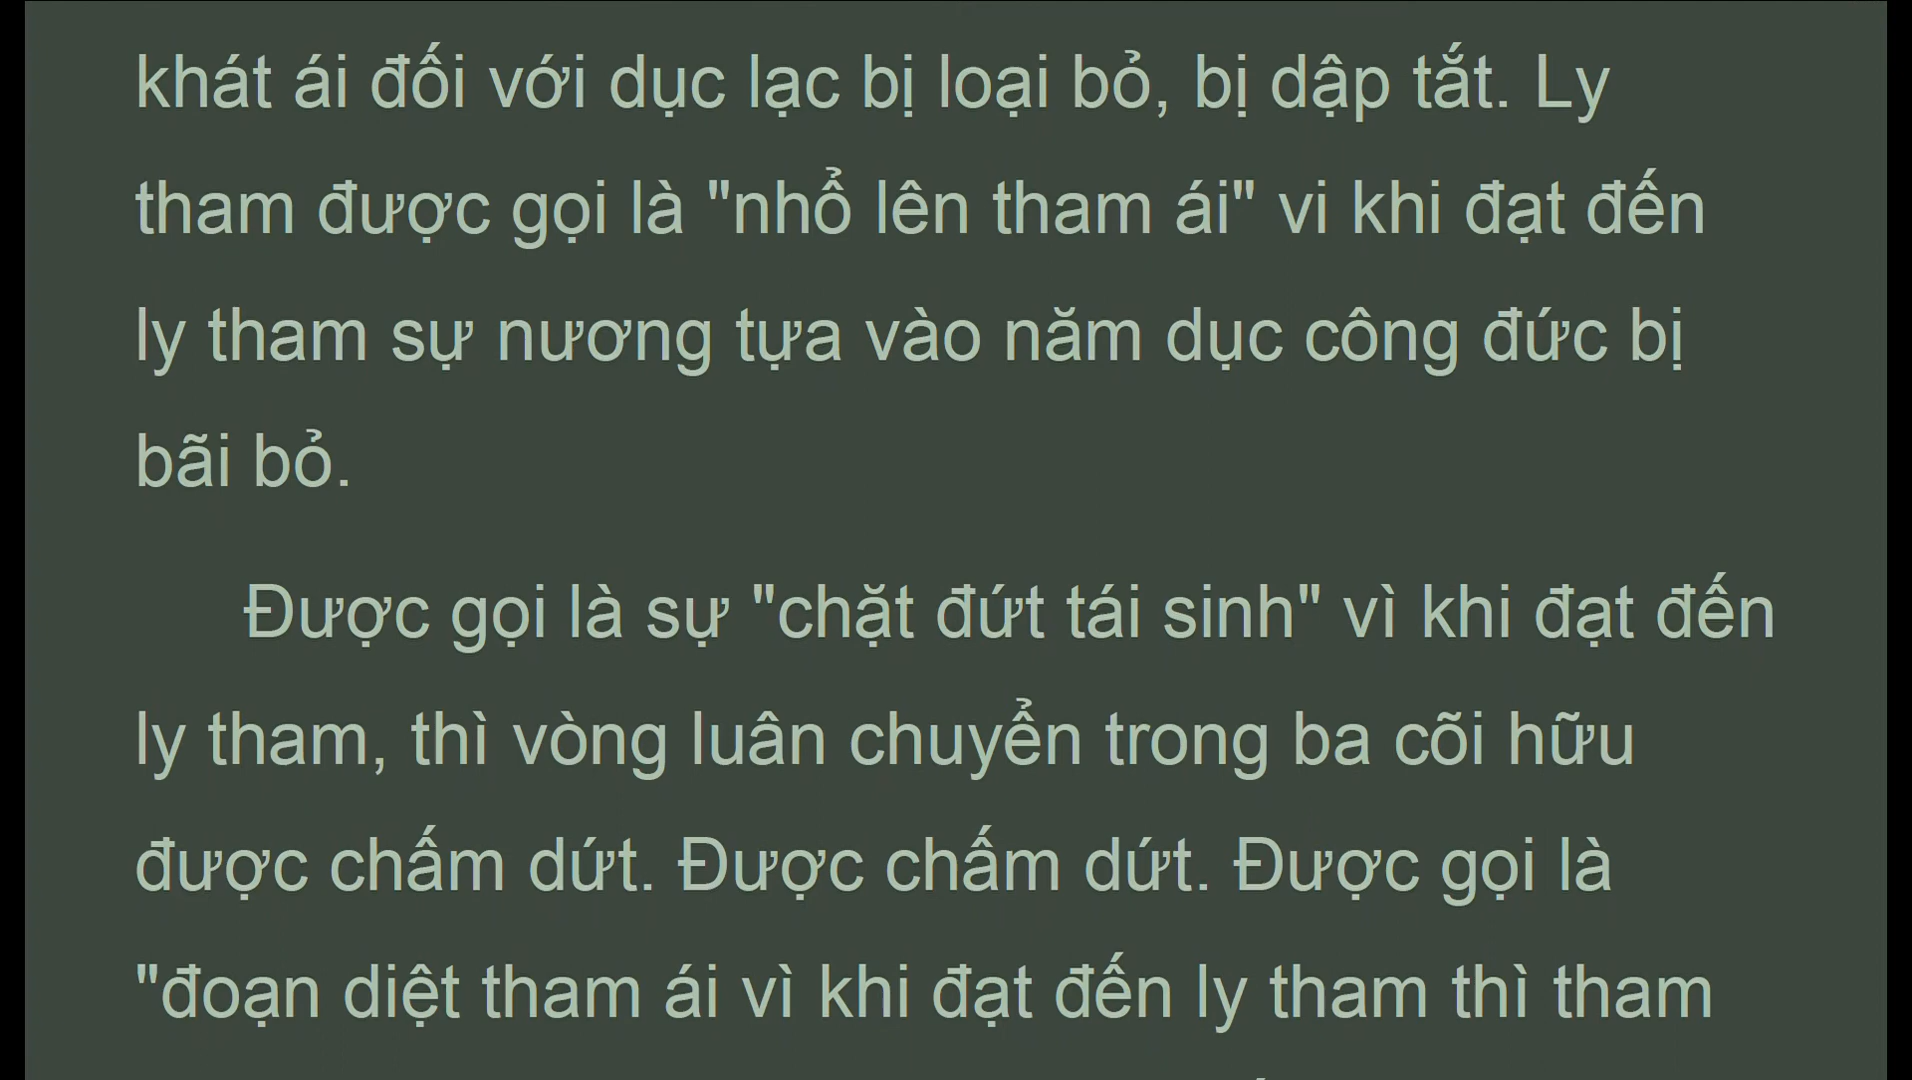 khát ái đối với dục lạc bị loại bỏ, bị dập tắt. Ly
tham được gọi là "nhổ lên tham ái" vi khi đạt đến
ly tham sự nương tựa vào năm dục công đức bị
bãi bỏ.
Được gọi là sự "chặt đứt tái sinh" vì khi đạt đến
ly tham, thì vòng luân chuyển trong ba cõi hữu
được chấm dứt. Được chấm dứt. Được gọi là
"đoạn diệt tham ái vì khi đạt đến ly tham thì tham